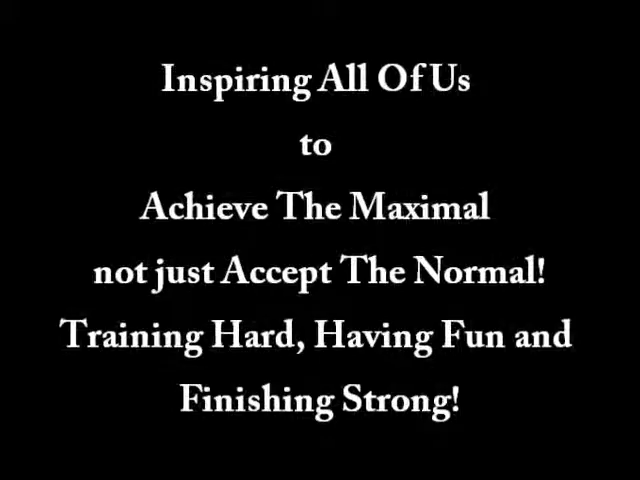 Inspiring All Of Us
to
Achieve The Maximal
not just Accept The Normal!
Training Hard, Having Fun and
Finishing Strong!